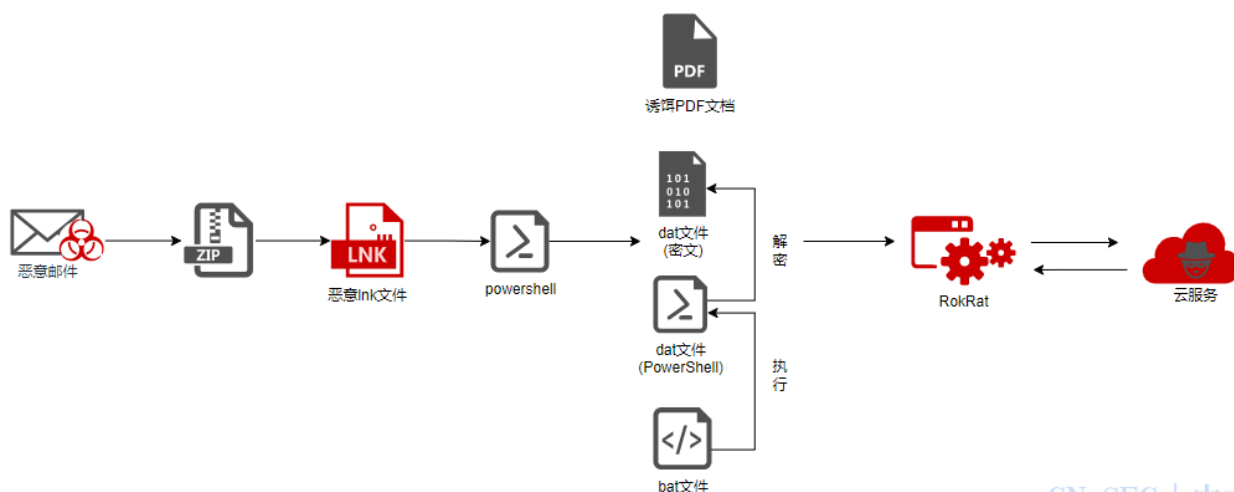 PDF
诱饵PDF文档
101
010
101
dat文件
(密文)
解
密
ZIP
LNK
恶意邮件
恶意lnk文件
powershell
RokRat
云服务
dat文件
(PowerShell)
执
行
</>
bat文件
CN-SEC